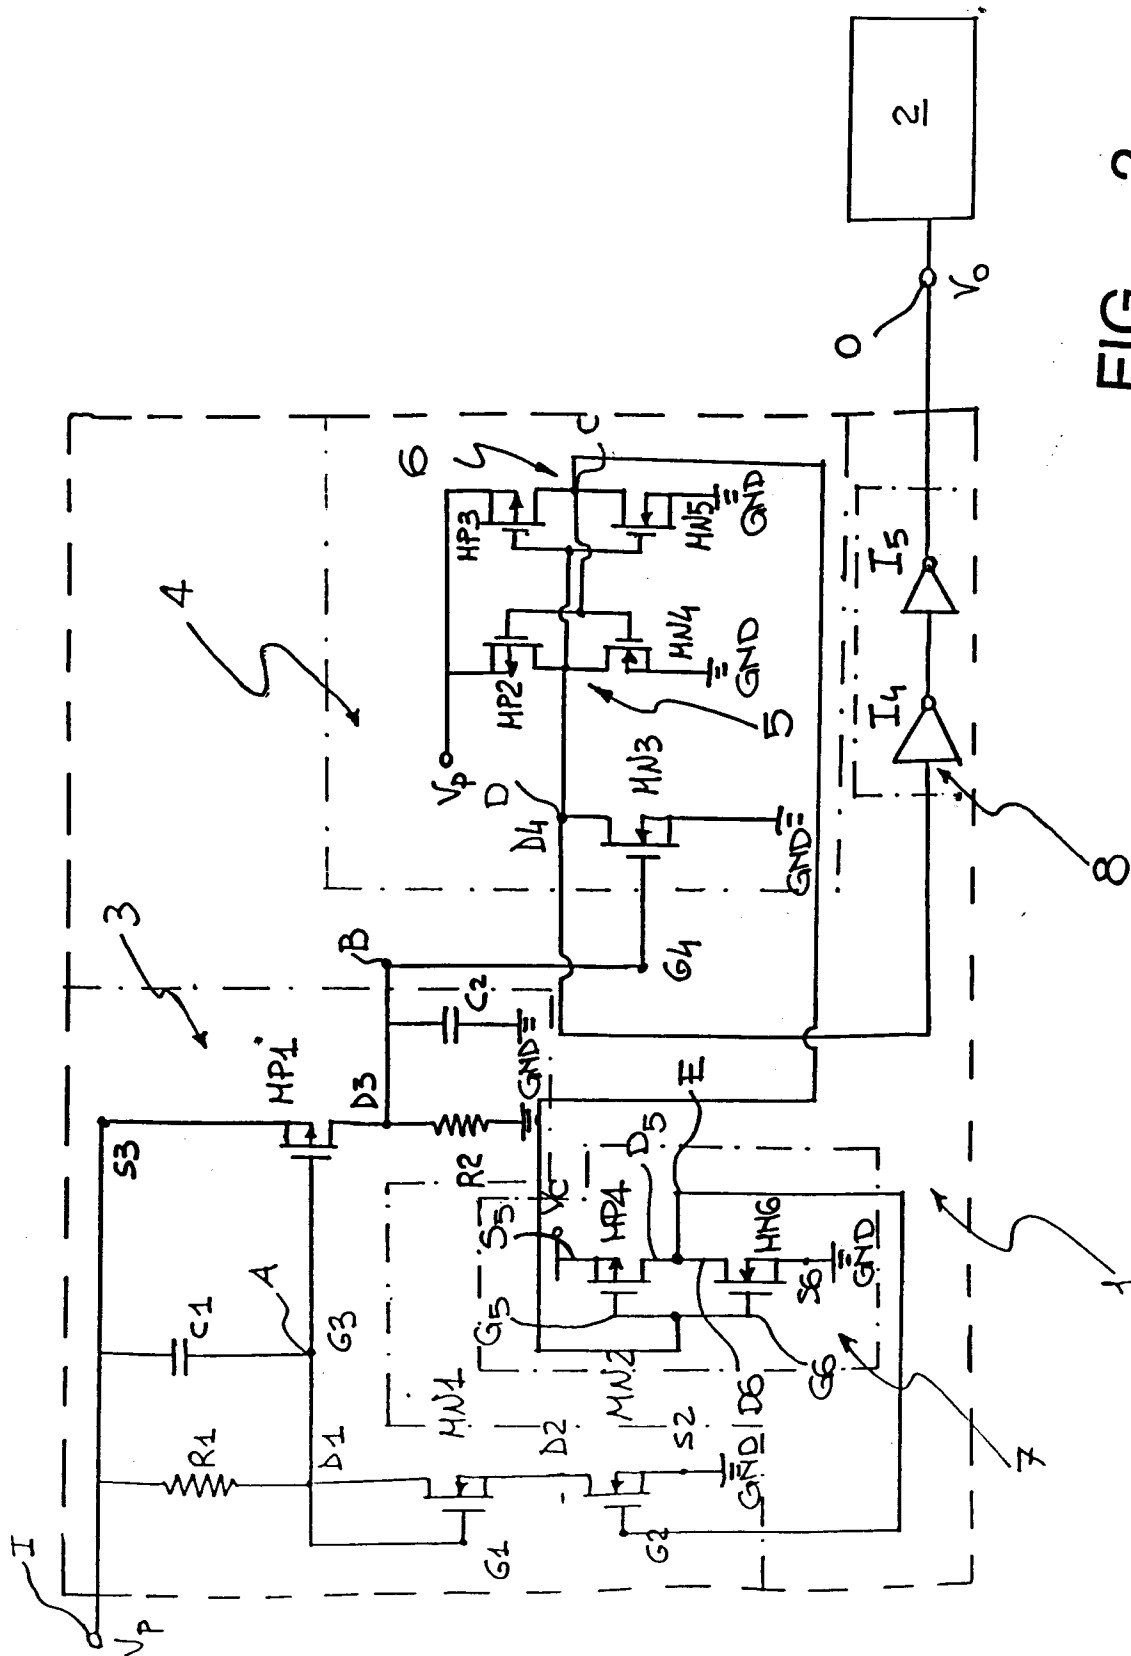 I
Vp
R1
C1
A
S3
MP1
3
D1
G3
D3
B
C2
GND
R2
G1
MN1
D2
G2
MN2
S2
GND
G5
S5
VC
MP4
D5
E
MN6
S6
GND
D6
G6
7
1
4
Vp
D
D4
G4
MN3
GND
MP2
MN4
GND
5
MP3
MN5
GND
6
C
8
I4
I5
O
Vo
2
FIG